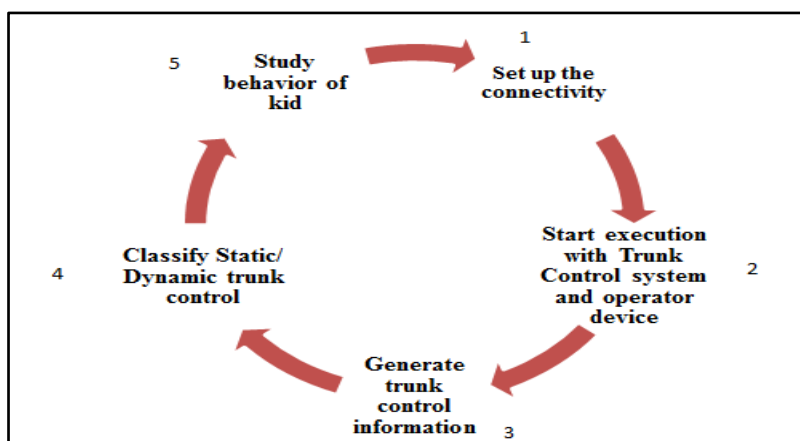 1
Set up the
connectivity
2
Start execution
with Trunk
Control system
and operator
device
3
Generate
trunk
control
information
4
Classify Static/
Dynamic trunk
control
5
Study
behavior of
kid